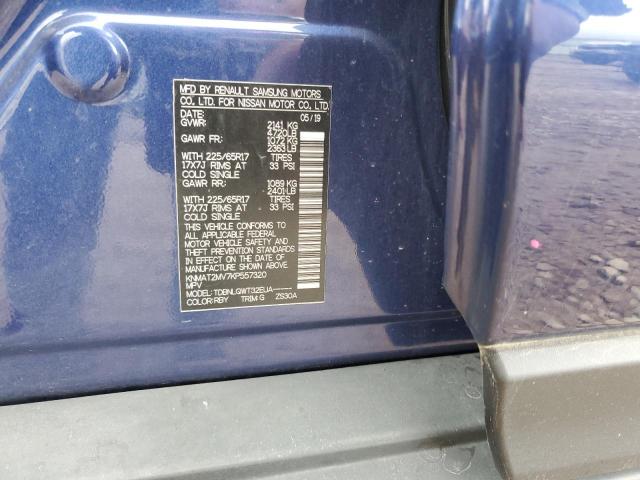 MFD BY RENAULT SAMSUNG MOTORS
CO, LTD. FOR NISSAN MOTOR CO, LTD.
DATE: 05/19
GVWR: 2141 KG
4720LB
GAWR FR: 1072 KG
2363 LB
WITH 225/65R17 TIRES
17X7J RIMS AT 33 PSI
COLD SINGLE
GAWR RR: 1089 KG
2401 LB
WITH 225/65R17 TIRES
17X7J RIMS AT 33 PSI
COLD SINGLE
THIS VEHICLE CONFORMS TO
ALL APPLICABLE FEDERAL
MOTOR VEHICLE SAFETY AND
THEFT PREVENTION STANDARDS
IN EFFECT ON THE DATE OF
MANUFACTURE SHOWN ABOVE.
KNMAT2MV7KP557320
MPV
MODEL: TDBNLGWT32EUA-----
COLOR:RBY TRIM:G ZS30A